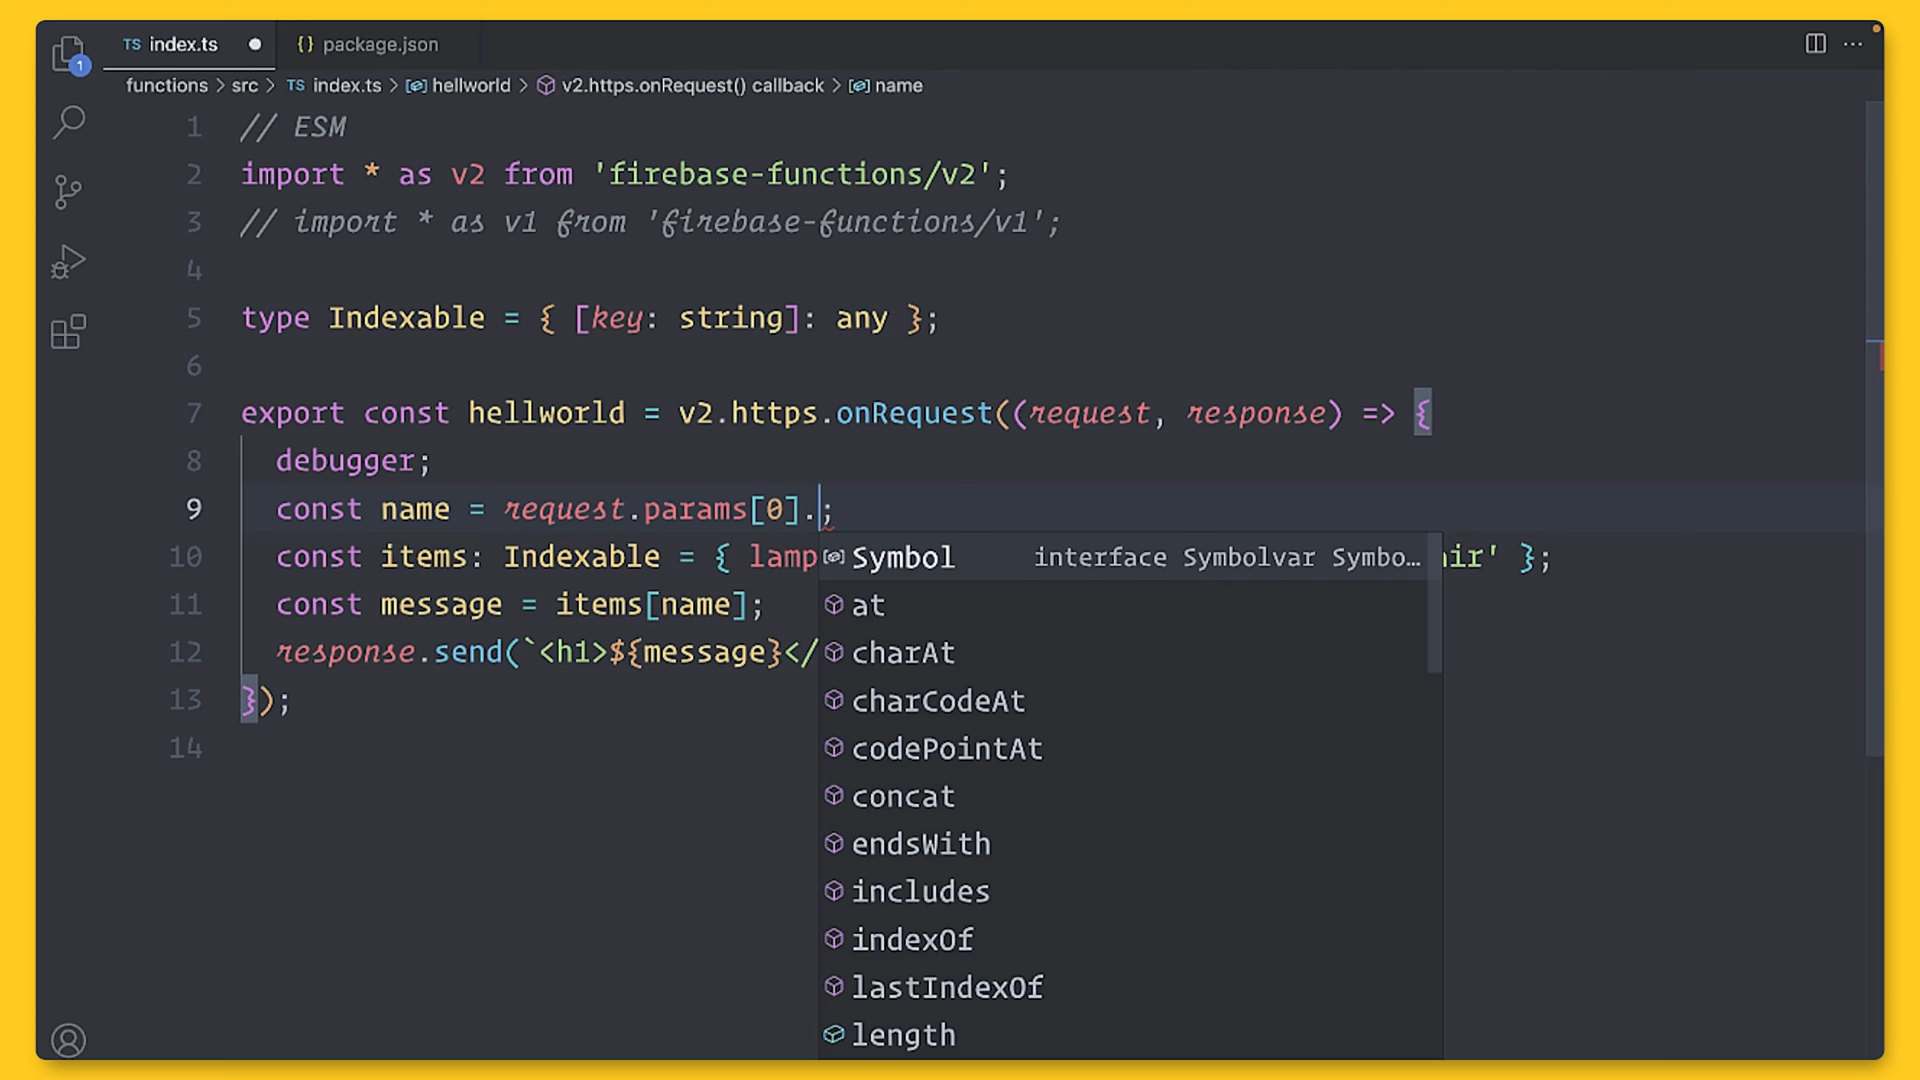 TS index.ts
{} package.json
1
functions > src > TS index.ts > hellworld > v2.https.onRequest() callback > name
1 // ESM
2 import * as v2 from 'firebase-functions/v2';
3 // import * as v1 from 'firebase-functions/v1';
4
5 type Indexable = { [key: string]: any };
6
7 export const hellworld = v2.https.onRequest((request, response) => {
8 debugger;
9 const name = request.params[0].;
10 const items: Indexable = { lamp air' };
11 const message = items[name];
12 response.send(`<h1>${message}</
13 });
14
Symbol interface Symbolvar Symbo…
at
charAt
charCodeAt
codePointAt
concat
endsWith
includes
indexOf
lastIndexOf
length